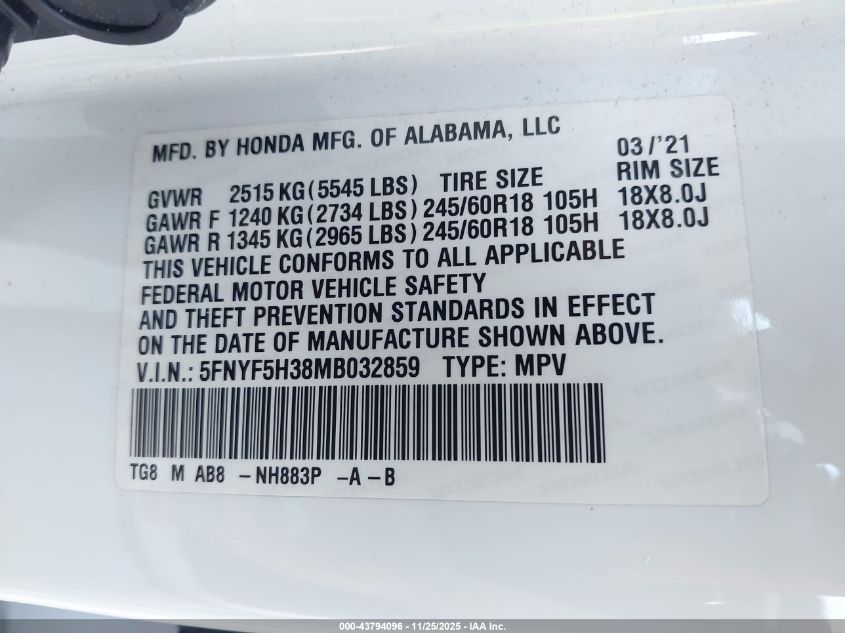 MFD. BY HONDA MFG. OF ALABAMA, LLC 03/'21
GVWR 2515 KG (5545 LBS) TIRE SIZE RIM SIZE
GAWR F 1240 KG (2734 LBS) 245/60R18 105H 18X8.0J
GAWR R 1345 KG (2965 LBS) 245/60R18 105H 18X8.0J
THIS VEHICLE CONFORMS TO ALL APPLICABLE
FEDERAL MOTOR VEHICLE SAFETY
AND THEFT PREVENTION STANDARDS IN EFFECT
ON THE DATE OF MANUFACTURE SHOWN ABOVE.
V.I.N.: 5FNYF5H38MB032859 TYPE: MPV
TG8 M AB8 -NH883P -A-B
000-43794096 - 11/25/2025 - IAA Inc.